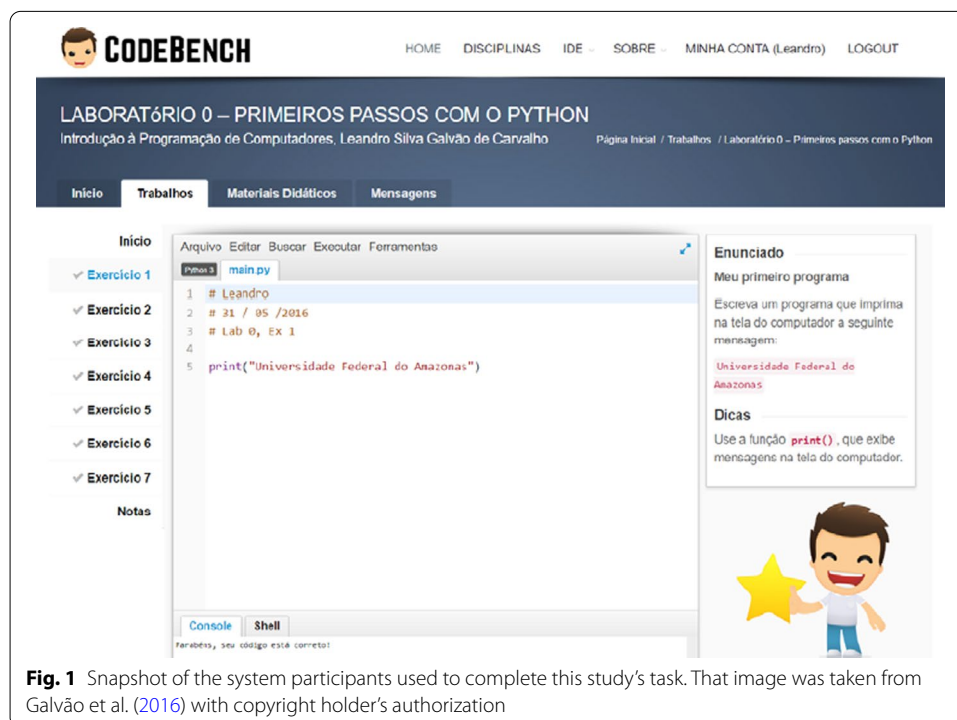 CODEBENCH
HOME DISCIPLINAS IDE SOBRE MINHA CONTA (Leandro) LOGOUT
LABORATóRIO 0 – PRIMEIROS PASSOS COM O PYTHON
Introdução à Programação de Computadores, Leandro Silva Galvão de Carvalho
Página Inicial / Trabalhos / Laboratório 0 – Primeiros passos com o Python
Início Trabalhos Materiais Didáticos Mensagens
Início
Exercício 1
Exercício 2
Exercício 3
Exercício 4
Exercício 5
Exercício 6
Exercício 7
Notas
Arquivo Editar Buscar Executar Ferramentas
Python 3 main.py
1 # Leandro
2 # 31 / 05 /2016
3 # Lab 0, Ex 1
4
5 print("Universidade Federal do Amazonas")
Console Shell
Parabéns, seu código está correto!
Enunciado
Meu primeiro programa
Escreva um programa que imprima
na tela do computador a seguinte
mensagem:
Universidade Federal do
Amazonas
Dicas
Use a função print(), que exibe
mensagens na tela do computador.
Fig. 1 Snapshot of the system participants used to complete this study's task. That image was taken from
Galvão et al. (2016) with copyright holder's authorization